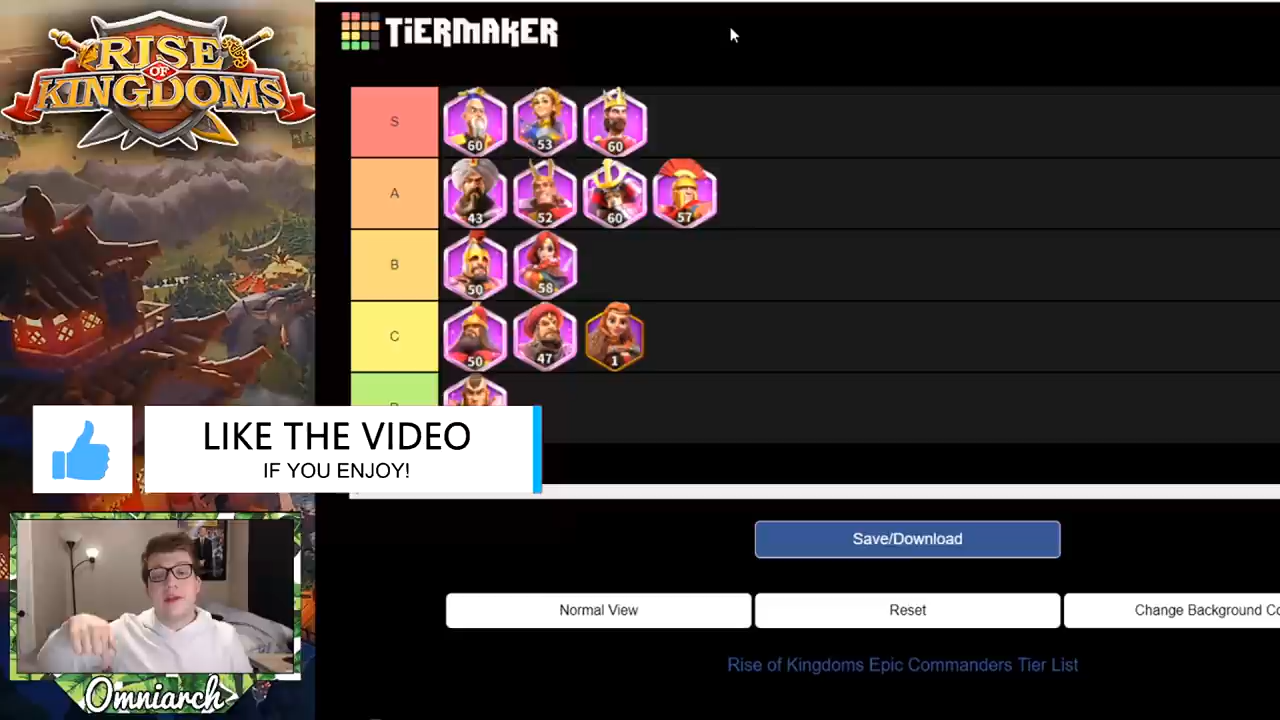 RISE
OF
KINGDOMS
TiERMAKER
S
60
53
60
A
43
52
60
57
B
50
58
C
50
47
1
LIKE THE VIDEO
IF YOU ENJOY!
Save/Download
Normal View
Reset
Change Background Co
Rise of Kingdoms Epic Commanders Tier List
Omniarch